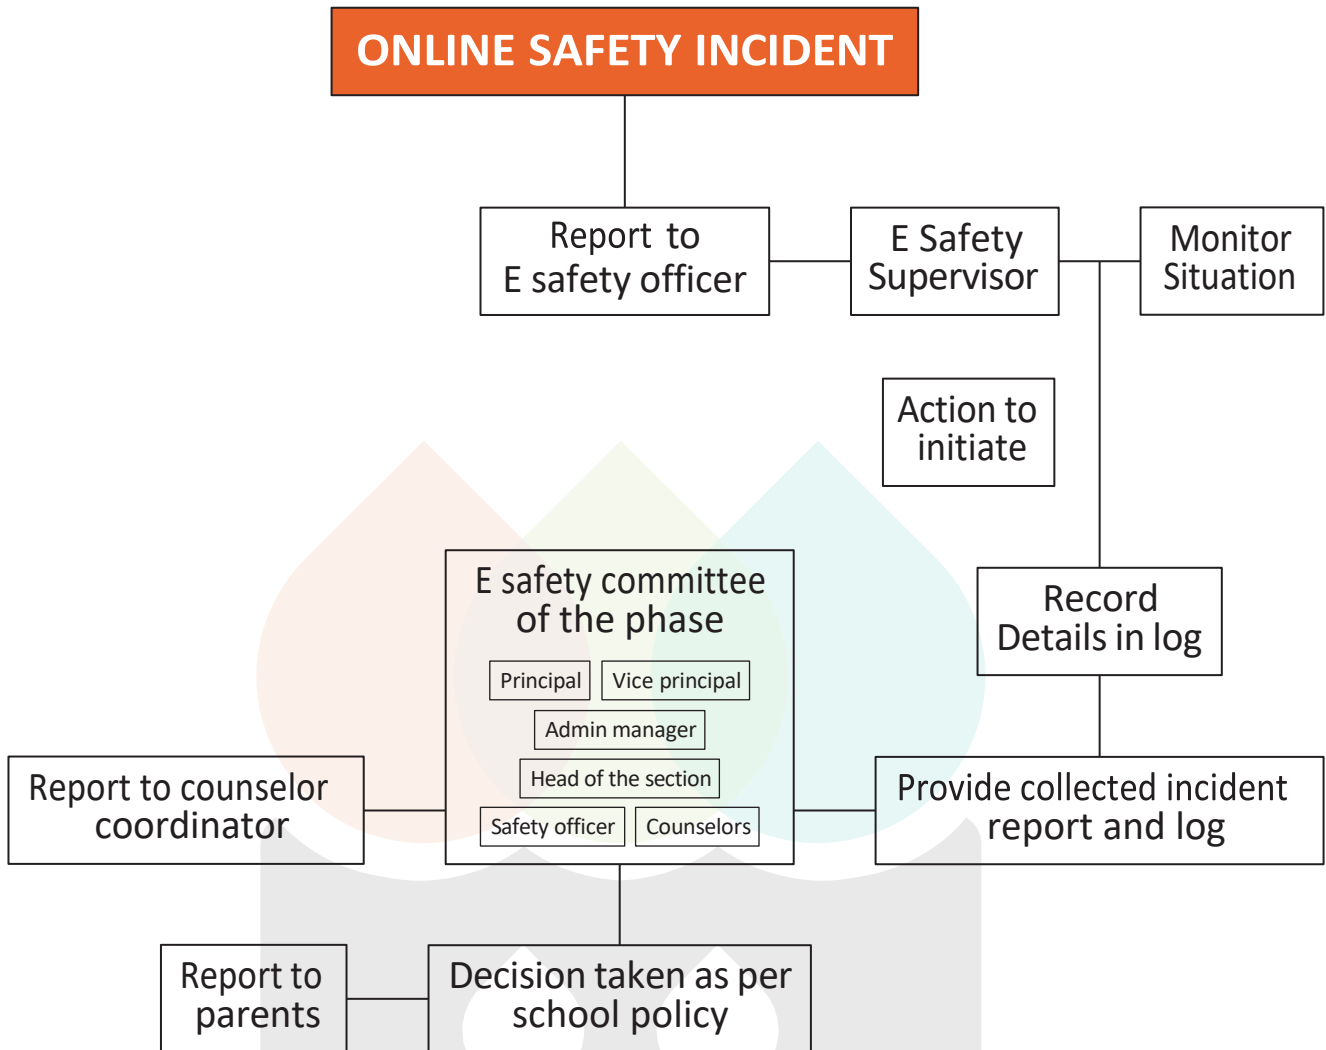 ONLINE SAFETY INCIDENT
Report to
E safety officer
E Safety
Supervisor
Monitor
Situation
Action to
initiate
Record
Details in log
E safety committee
of the phase
Principal
Vice principal
Admin manager
Head of the section
Safety officer
Counselors
Report to counselor
coordinator
Provide collected incident
report and log
Report to
parents
Decision taken as per
school policy